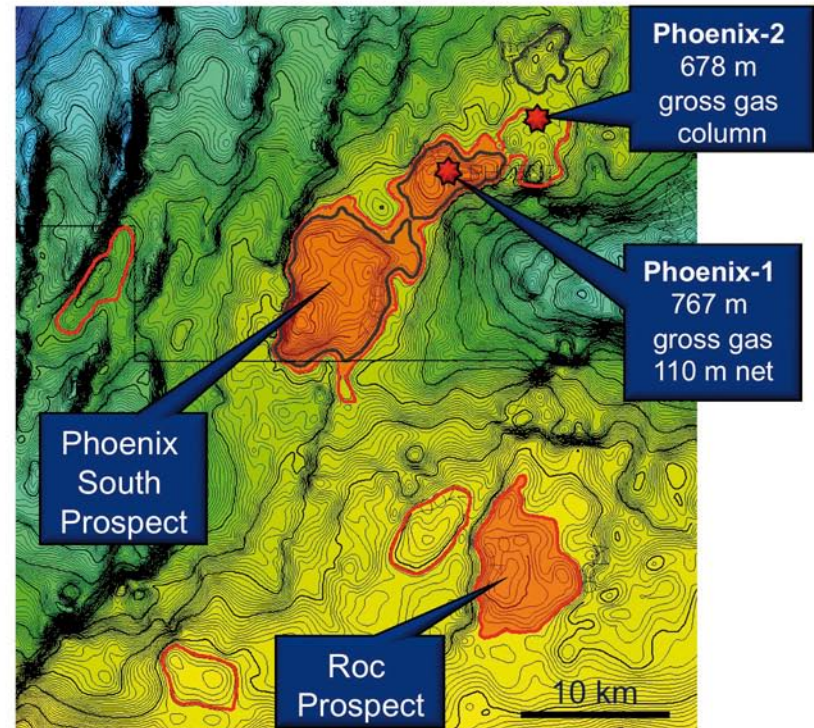 Phoenix-2
678 m
gross gas
column
Phoenix-1
767 m
gross gas
110 m net
Phoenix
South
Prospect
Roc
Prospect
10 km